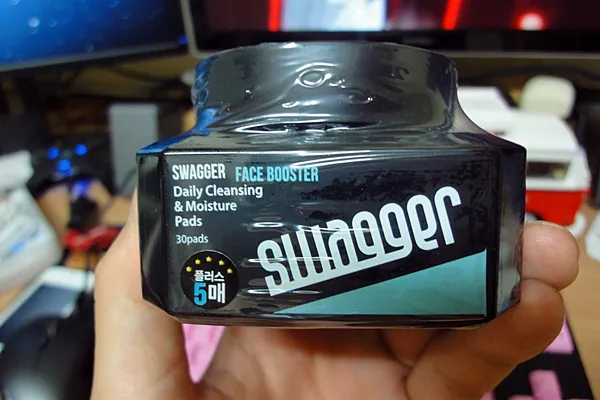 SWAGGER FACE BOOSTER
Daily Cleansing
& Moisture
Pads
30pads
플러스
5매
swagger